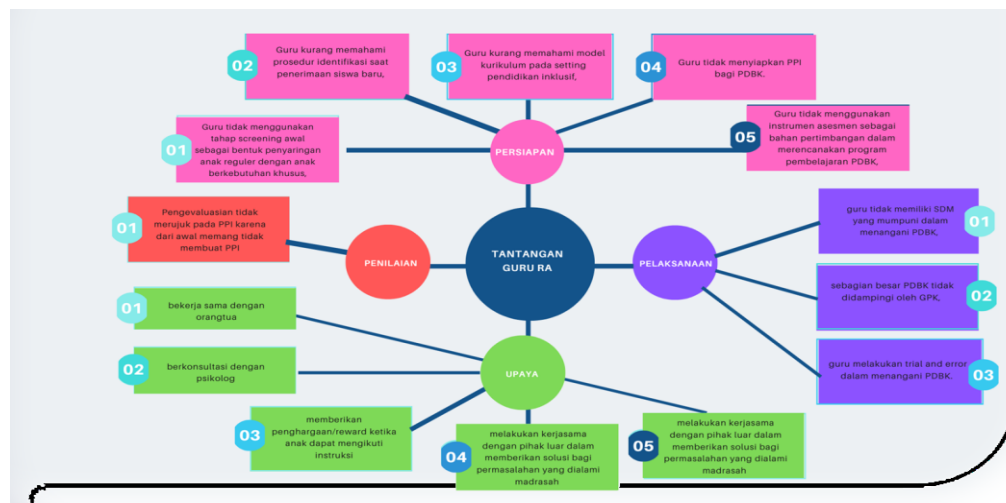 02
Guru kurang memahami
prosedur identifikasi saat
penerimaan siswa baru,
03
Guru kurang memahami model
kurikulum pada setting
pendidikan inklusif,
04
Guru tidak menyiapkan PPI
bagi PDBK.
01
Guru tidak menggunakan
tahap screening awal
sebagai bentuk penyaringan
anak reguler dengan anak
berkebutuhan khusus,
PERSIAPAN
05
Guru tidak menggunakan
instrumen asesmen sebagai
bahan pertimbangan dalam
merencanakan program
pembelajaran PDBK,
01
Pengevaluasian tidak
merujuk pada PPI karena
dari awal memang tidak
membuat PPI
PENILAIAN
TANTANGAN
GURU RA
PELAKSANAAN
guru tidak memiliki SDM
yang mumpuni dalam
menangani PDBK,
01
sebagian besar PDBK tidak
didampingi oleh GPK,
02
guru melakukan trial and error
dalam menangani PDBK.
03
01
bekerja sama dengan
orangtua
02
berkonsultasi dengan
psikolog
UPAYA
03
memberikan
penghargaan/reward ketika
anak dapat mengikuti
instruksi
04
melakukan kerjasama
dengan pihak luar dalam
memberikan solusi bagi
permasalahan yang dialami
madrasah
05
melakukan kerjasama
dengan pihak luar dalam
memberikan solusi bagi
permasalahan yang dialami
madrasah